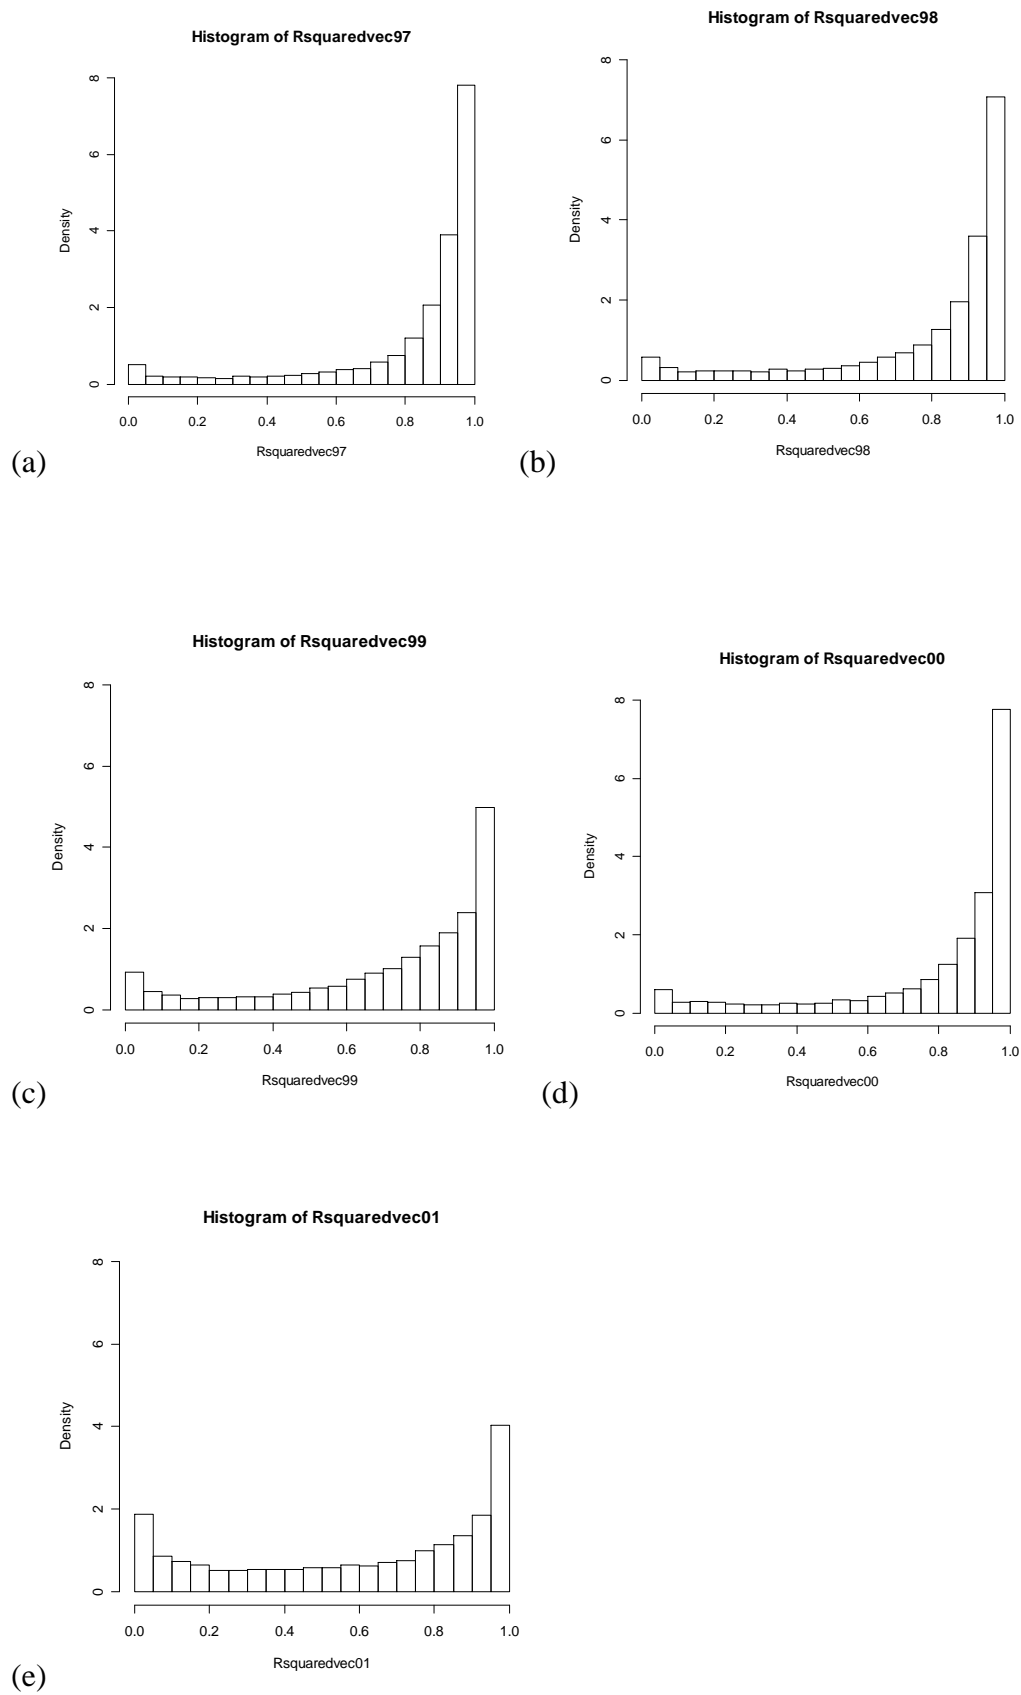 Histogram of Rsquaredvec97
Density
0 2 4 6 8
0.0 0.2 0.4 0.6 0.8 1.0
Rsquaredvec97
(a)
Histogram of Rsquaredvec98
Density
0 2 4 6 8
0.0 0.2 0.4 0.6 0.8 1.0
Rsquaredvec98
(b)
Histogram of Rsquaredvec99
Density
0 2 4 6 8
0.0 0.2 0.4 0.6 0.8 1.0
Rsquaredvec99
(c)
Histogram of Rsquaredvec00
Density
0 2 4 6 8
0.0 0.2 0.4 0.6 0.8 1.0
Rsquaredvec00
(d)
Histogram of Rsquaredvec01
Density
0 2 4 6 8
0.0 0.2 0.4 0.6 0.8 1.0
Rsquaredvec01
(e)